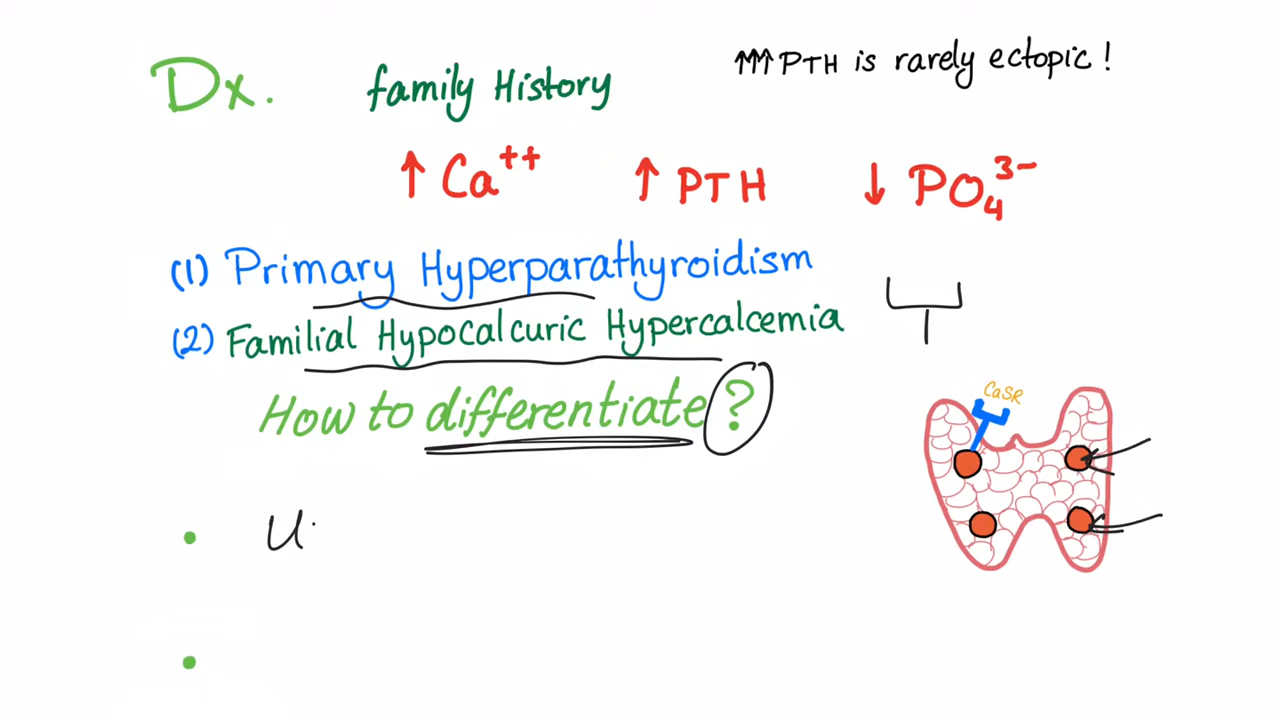 Dx. family History ↑↑↑ PTH is rarely ectopic!
↑ Ca++ ↑ PTH ↓ PO₄³⁻
(1) Primary Hyperparathyroidism
(2) Familial Hypocalcuric Hypercalcemia
How to differentiate?
CaSR
• U
•